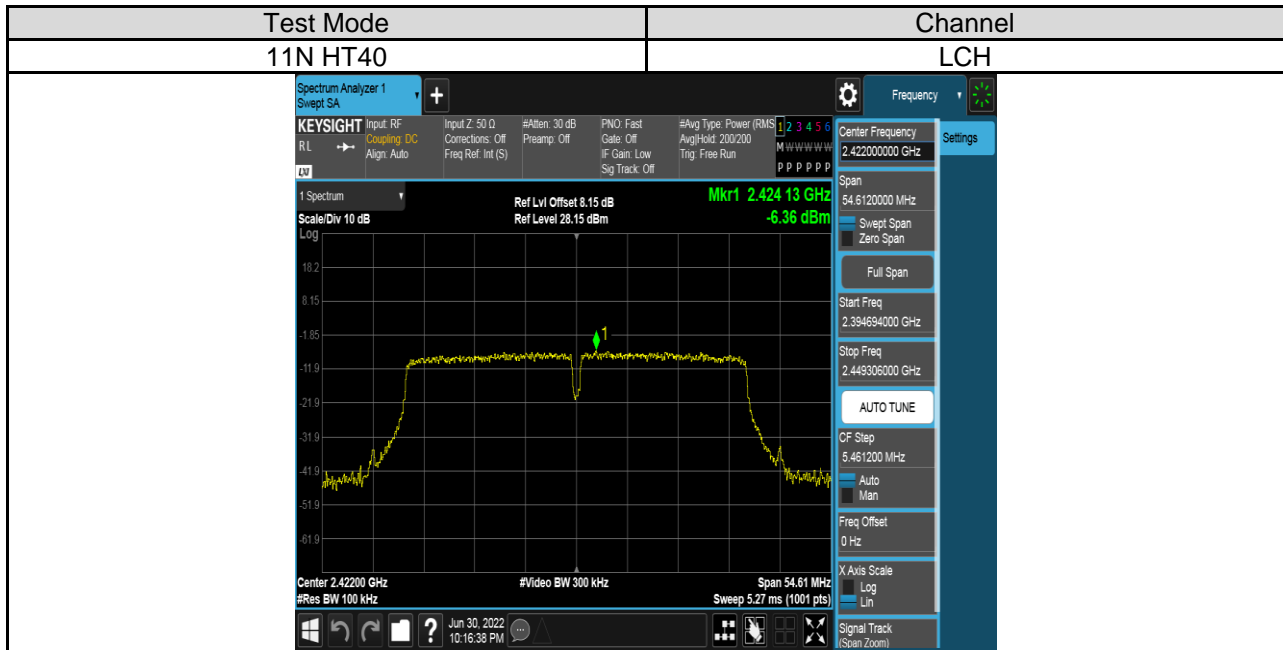 Test Mode Channel
11N HT40 LCH
Spectrum Analyzer 1
Swept SA
+
Frequency
KEYSIGHT Input: RF Input Z: 50 Ω #Atten: 30 dB PNO: Fast #Avg Type: Power (RMS 1 2 3 4 5 6
RL Coupling: DC Corrections: Off Preamp: Off Gate: Off Avg|Hold: 200/200 M W W W W W
Align: Auto Freq Ref: Int (S) IF Gain: Low Trig: Free Run
LXI Sig Track: Off P P P P P P
1 Spectrum Ref Lvl Offset 8.15 dB Mkr1 2.424 13 GHz
Scale/Div 10 dB Ref Level 28.15 dBm -6.36 dBm
Log
18.2
8.15
-1.85
1
-11.9
-21.9
-31.9
-41.9
-51.9
-61.9
Center 2.42200 GHz #Video BW 300 kHz Span 54.61 MHz
#Res BW 100 kHz Sweep 5.27 ms (1001 pts)
? Jun 30, 2022
10:16:38 PM
Center Frequency
2.422000000 GHz
Settings
Span
54.6120000 MHz
Swept Span
Zero Span
Full Span
Start Freq
2.394694000 GHz
Stop Freq
2.449306000 GHz
AUTO TUNE
CF Step
5.461200 MHz
Auto
Man
Freq Offset
0 Hz
X Axis Scale
Log
Lin
Signal Track
(Span Zoom)